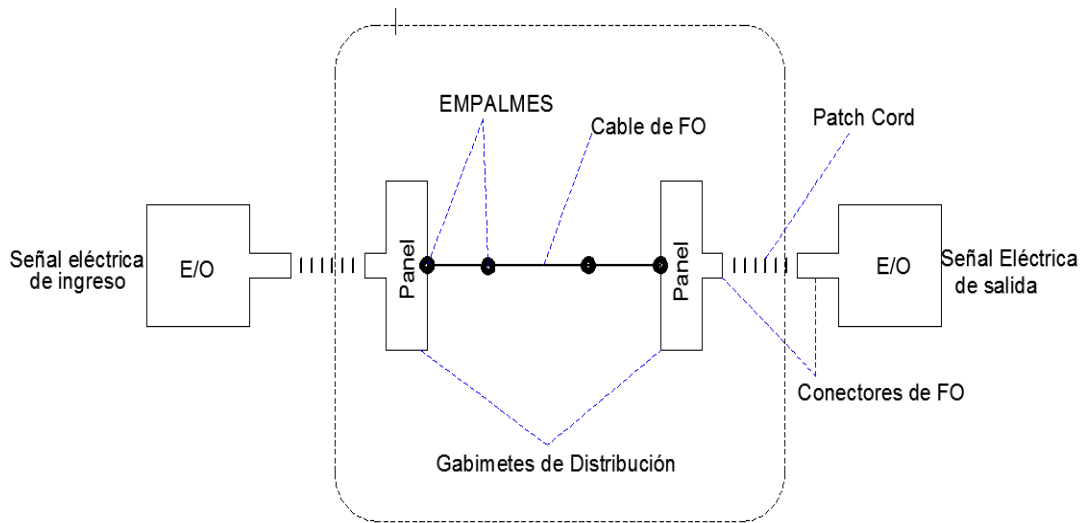 EMPALMES
Cable de FO
Patch Cord
Señal eléctrica
de ingreso
E/O
Panel
Panel
E/O
Señal Eléctrica
de salida
Conectores de FO
Gabimetes de Distribución